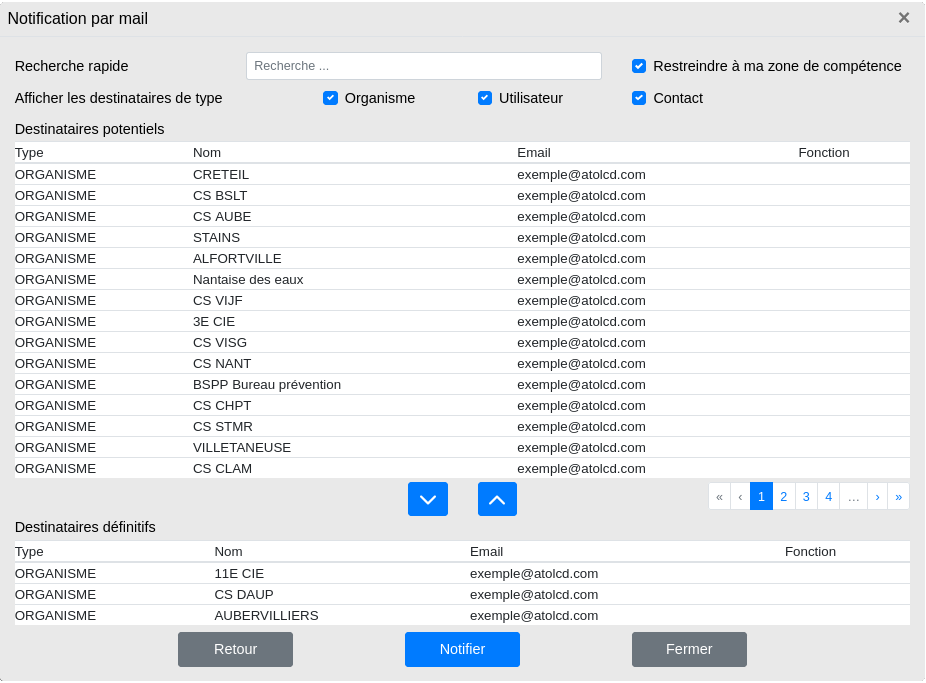 Notification par mail ×
Recherche rapide Recherche ... Restreindre à ma zone de compétence
Afficher les destinataires de type Organisme Utilisateur Contact
Destinataires potentiels
Type Nom Email Fonction
ORGANISME CRETEIL exemple@atolcd.com
ORGANISME CS BSLT exemple@atolcd.com
ORGANISME CS AUBE exemple@atolcd.com
ORGANISME STAINS exemple@atolcd.com
ORGANISME ALFORTVILLE exemple@atolcd.com
ORGANISME Nantaise des eaux exemple@atolcd.com
ORGANISME CS VIJF exemple@atolcd.com
ORGANISME 3E CIE exemple@atolcd.com
ORGANISME CS VISG exemple@atolcd.com
ORGANISME CS NANT exemple@atolcd.com
ORGANISME BSPP Bureau prévention exemple@atolcd.com
ORGANISME CS CHPT exemple@atolcd.com
ORGANISME CS STMR exemple@atolcd.com
ORGANISME VILLETANEUSE exemple@atolcd.com
ORGANISME CS CLAM exemple@atolcd.com
« ‹ 1 2 3 4 … › »
Destinataires définitifs
Type Nom Email Fonction
ORGANISME 11E CIE exemple@atolcd.com
ORGANISME CS DAUP exemple@atolcd.com
ORGANISME AUBERVILLIERS exemple@atolcd.com
Retour Notifier Fermer